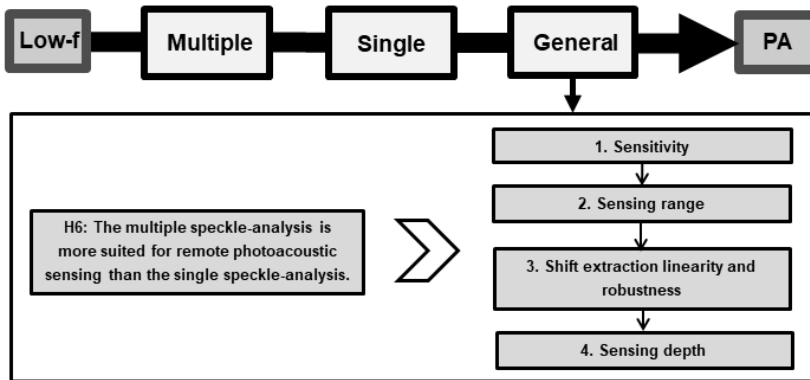 Low-f
Multiple
Single
General
PA
H6: The multiple speckle-analysis is
more suited for remote photoacoustic
sensing than the single speckle-analysis.
1. Sensitivity
2. Sensing range
3. Shift extraction linearity and
robustness
4. Sensing depth